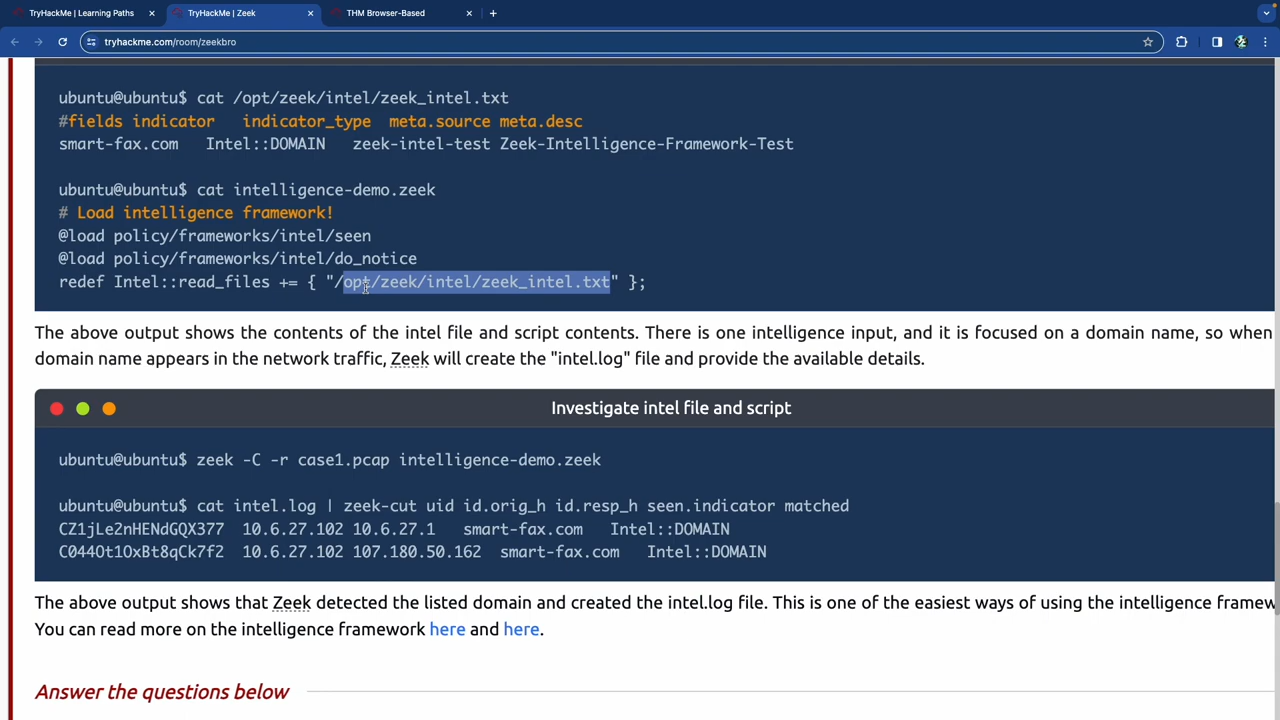 TryHackMe | Learning Paths
TryHackMe | Zeek
THM Browser-Based
tryhackme.com/room/zeekbro
ubuntu@ubuntu$ cat /opt/zeek/intel/zeek_intel.txt
#fields indicator indicator_type meta.source meta.desc
smart-fax.com Intel::DOMAIN zeek-intel-test Zeek-Intelligence-Framework-Test
ubuntu@ubuntu$ cat intelligence-demo.zeek
# Load intelligence framework!
@load policy/frameworks/intel/seen
@load policy/frameworks/intel/do_notice
redef Intel::read_files += { "/opt/zeek/intel/zeek_intel.txt" };
The above output shows the contents of the intel file and script contents. There is one intelligence input, and it is focused on a domain name, so when
domain name appears in the network traffic, Zeek will create the "intel.log" file and provide the available details.
Investigate intel file and script
ubuntu@ubuntu$ zeek -C -r case1.pcap intelligence-demo.zeek
ubuntu@ubuntu$ cat intel.log | zeek-cut uid id.orig_h id.resp_h seen.indicator matched
CZ1jLe2nHENdGQX377 10.6.27.102 10.6.27.1 smart-fax.com Intel::DOMAIN
C044Ot1OxBt8qCk7f2 10.6.27.102 107.180.50.162 smart-fax.com Intel::DOMAIN
The above output shows that Zeek detected the listed domain and created the intel.log file. This is one of the easiest ways of using the intelligence framew
You can read more on the intelligence framework here and here.
Answer the questions below